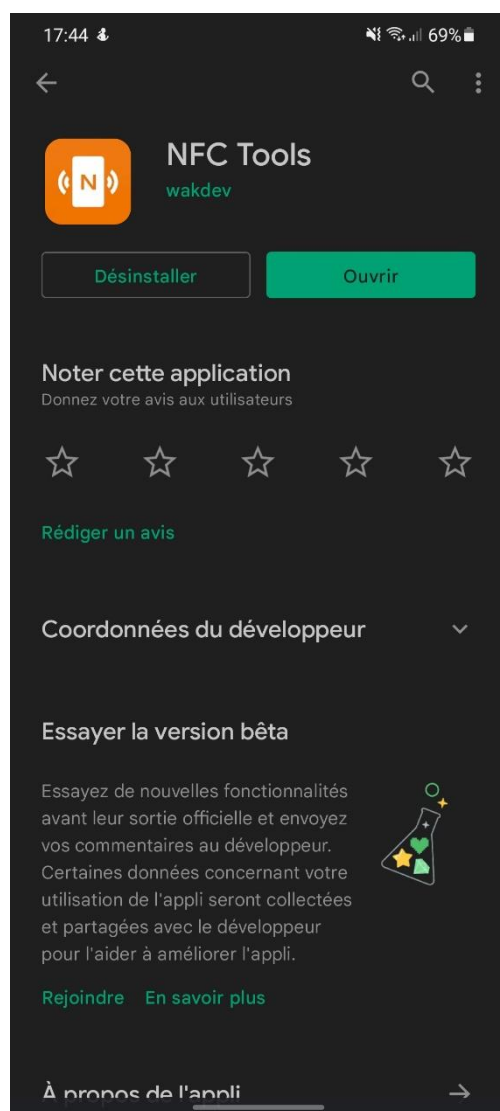 17:44
69%
NFC Tools
N
wakdev
Désinstaller
Ouvrir
Noter cette application
Donnez votre avis aux utilisateurs
Rédiger un avis
Coordonnées du développeur
Essayer la version bêta
Essayez de nouvelles fonctionnalités
avant leur sortie officielle et envoyez
vos commentaires au développeur.
Certaines données concernant votre
utilisation de l'appli seront collectées
et partagées avec le développeur
pour l'aider à améliorer l'appli.
Rejoindre
En savoir plus
À propos de l'appli